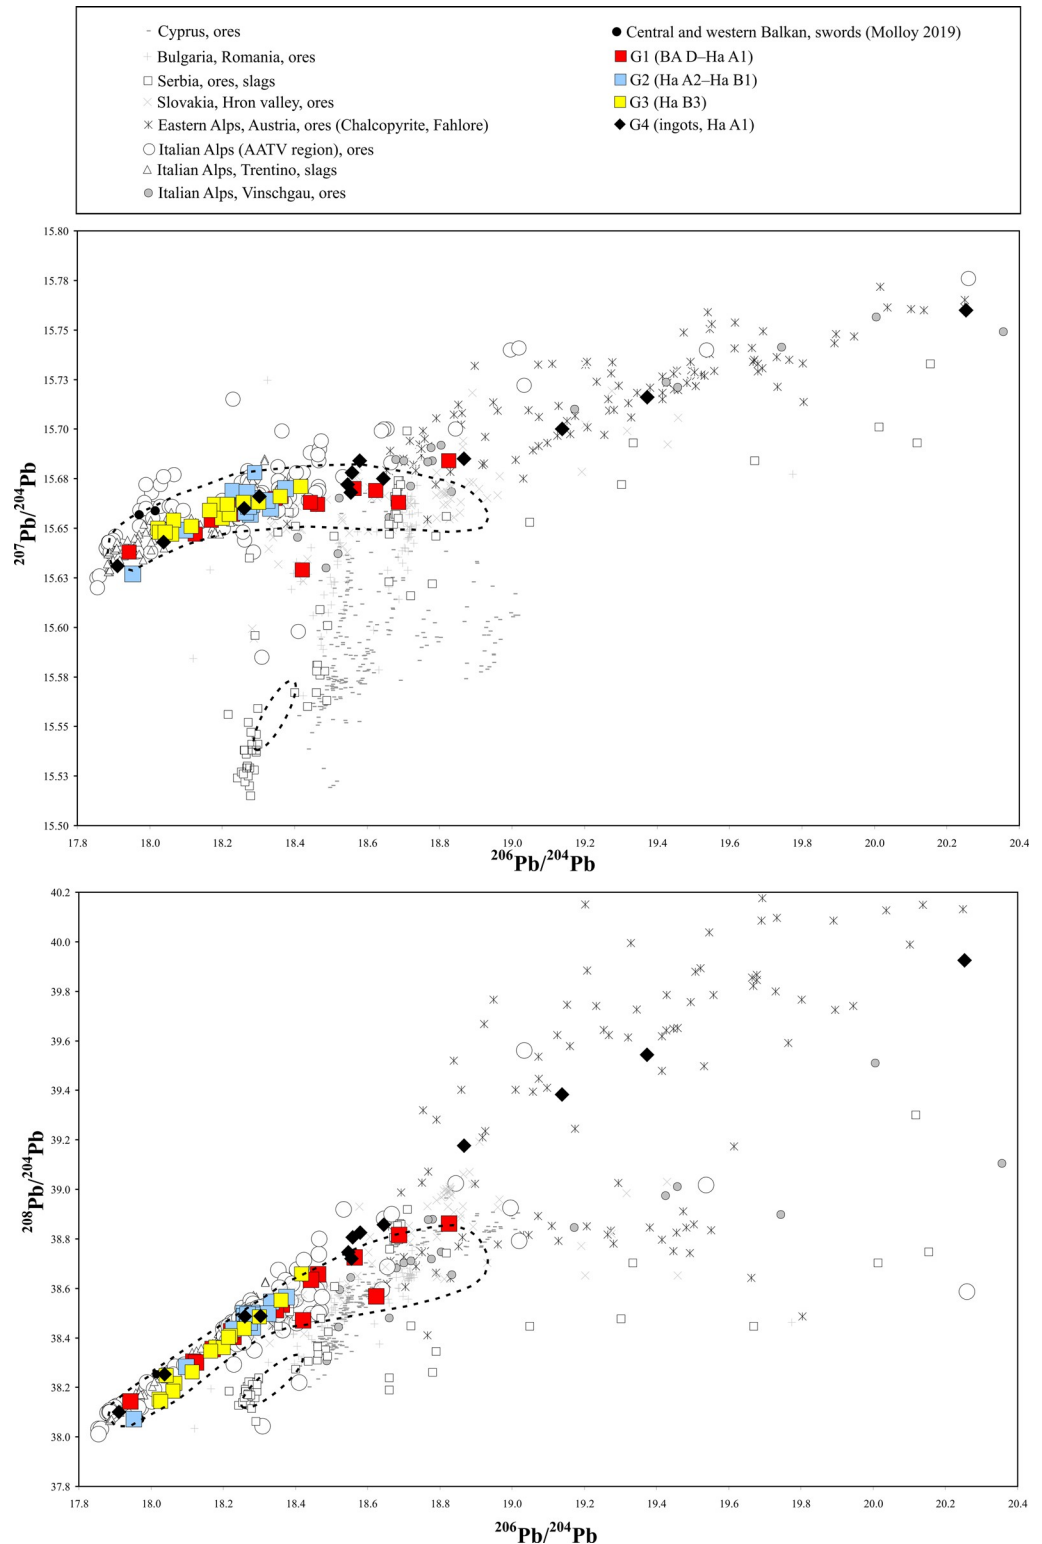 Cyprus, ores
Bulgaria, Romania, ores
Serbia, ores, slags
Slovakia, Hron valley, ores
Eastern Alps, Austria, ores (Chalcopyrite, Fahlore)
Italian Alps (AATV region), ores
Italian Alps, Trentino, slags
Italian Alps, Vinschgau, ores
Central and western Balkan, swords (Molloy 2019)
G1 (BA D–Ha A1)
G2 (Ha A2–Ha B1)
G3 (Ha B3)
G4 (ingots, Ha A1)
15.80
15.78
15.75
15.73
15.70
15.68
15.65
15.63
15.60
15.58
15.55
15.53
15.50
207Pb/204Pb
17.8 18.0 18.2 18.4 18.6 18.8 19.0 19.2 19.4 19.6 19.8 20.0 20.2 20.4
206Pb/204Pb
40.2
40.0
39.8
39.6
39.4
39.2
39.0
38.8
38.6
38.4
38.2
38.0
37.8
208Pb/204Pb
17.8 18.0 18.2 18.4 18.6 18.8 19.0 19.2 19.4 19.6 19.8 20.0 20.2 20.4
206Pb/204Pb